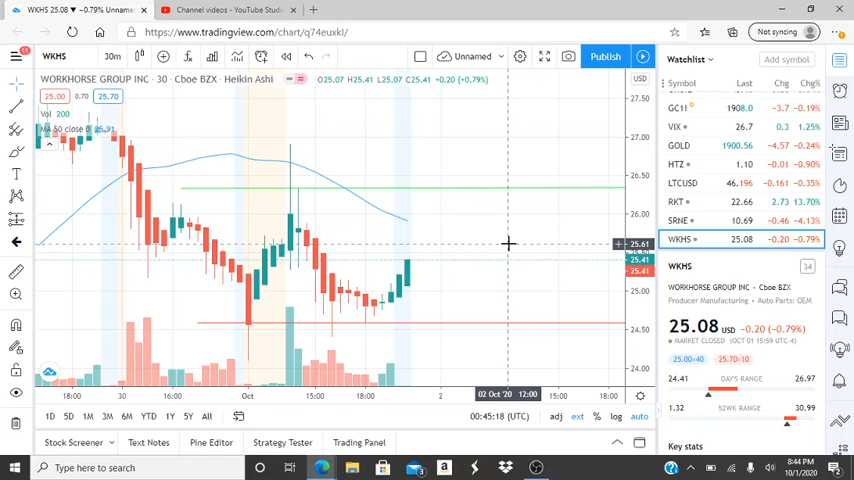 WKHS 25.08 ▼ −0.79% Unnamed
Channel videos - YouTube Studio
https://www.tradingview.com/chart/q74euxkl/
Not syncing
11
WKHS
30m
Unnamed
Publish
WORKHORSE GROUP INC · 30 · Cboe BZX · Heikin Ashi
O25.07 H25.41 L25.07 C25.41 +0.20 (+0.79%)
25.00 0.70 25.70
Vol 200
MA 50 close 0 25.91
USD
27.50
27.00
26.50
26.00
25.61
25.41
25.41
25.00
24.50
18:00 30 18:00 Oct 15:00 18:00 2 02 Oct '20 12:00 15:00 18:00
1D 5D 1M 3M 6M YTD 1Y 5Y All
00:45:18 (UTC)
adj ext % log auto
Stock Screener Text Notes Pine Editor Strategy Tester Trading Panel
Watchlist
Add symbol
Symbol Last Chg Chg%
GC1! D 1908.0 −3.7 −0.19%
VIX 26.7 0.3 1.25%
GOLD 1900.56 −4.57 −0.24%
HTZ 1.10 −0.01 −0.90%
LTCUSD 46.196 −0.161 −0.35%
RKT 22.66 2.73 13.70%
SRNE 10.69 −0.46 −4.13%
WKHS 25.08 −0.20 −0.79%
WKHS
34
WORKHORSE GROUP INC · Cboe BZX
Producer Manufacturing · Auto Parts: OEM
25.08 USD −0.20 (−0.79%)
MARKET CLOSED (OCT 01 15:59 UTC-4)
25.00×40 25.70×10
24.41 DAY'S RANGE 26.97
1.32 52WK RANGE 30.99
Key stats
Type here to search
3
8:44 PM
10/1/2020
2